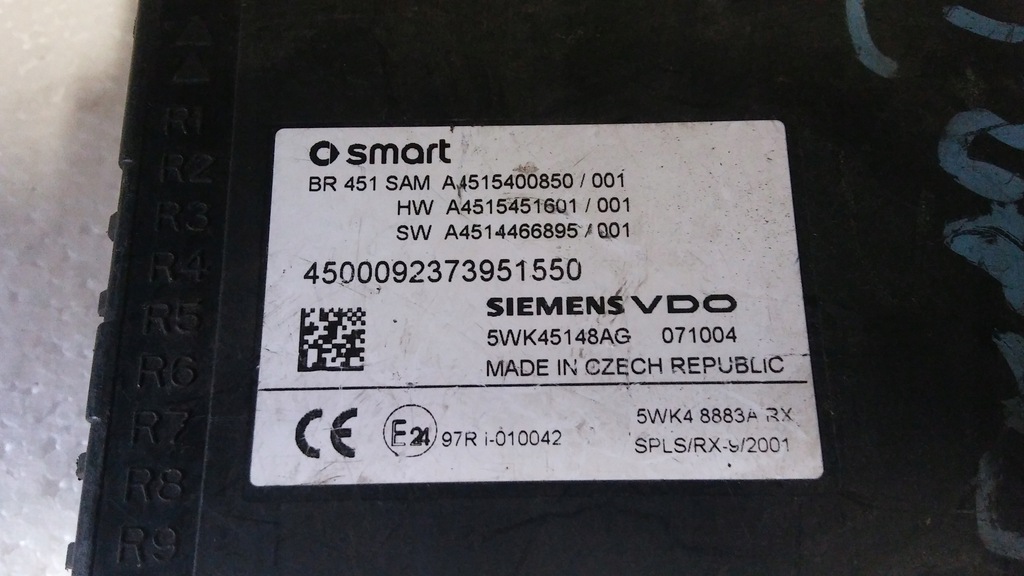 R1
R2
R3
R4
R5
R6
R7
R8
R9
smart
BR 451 SAM A4515400850 / 001
HW A4515451601 / 001
SW A4514466895 / 001
4500092373951550
SIEMENS VDO
5WK45148AG 071004
MADE IN CZECH REPUBLIC
CE E24 97R i-010042
5WK4 8883A RX
SPLS/RX-9/2001